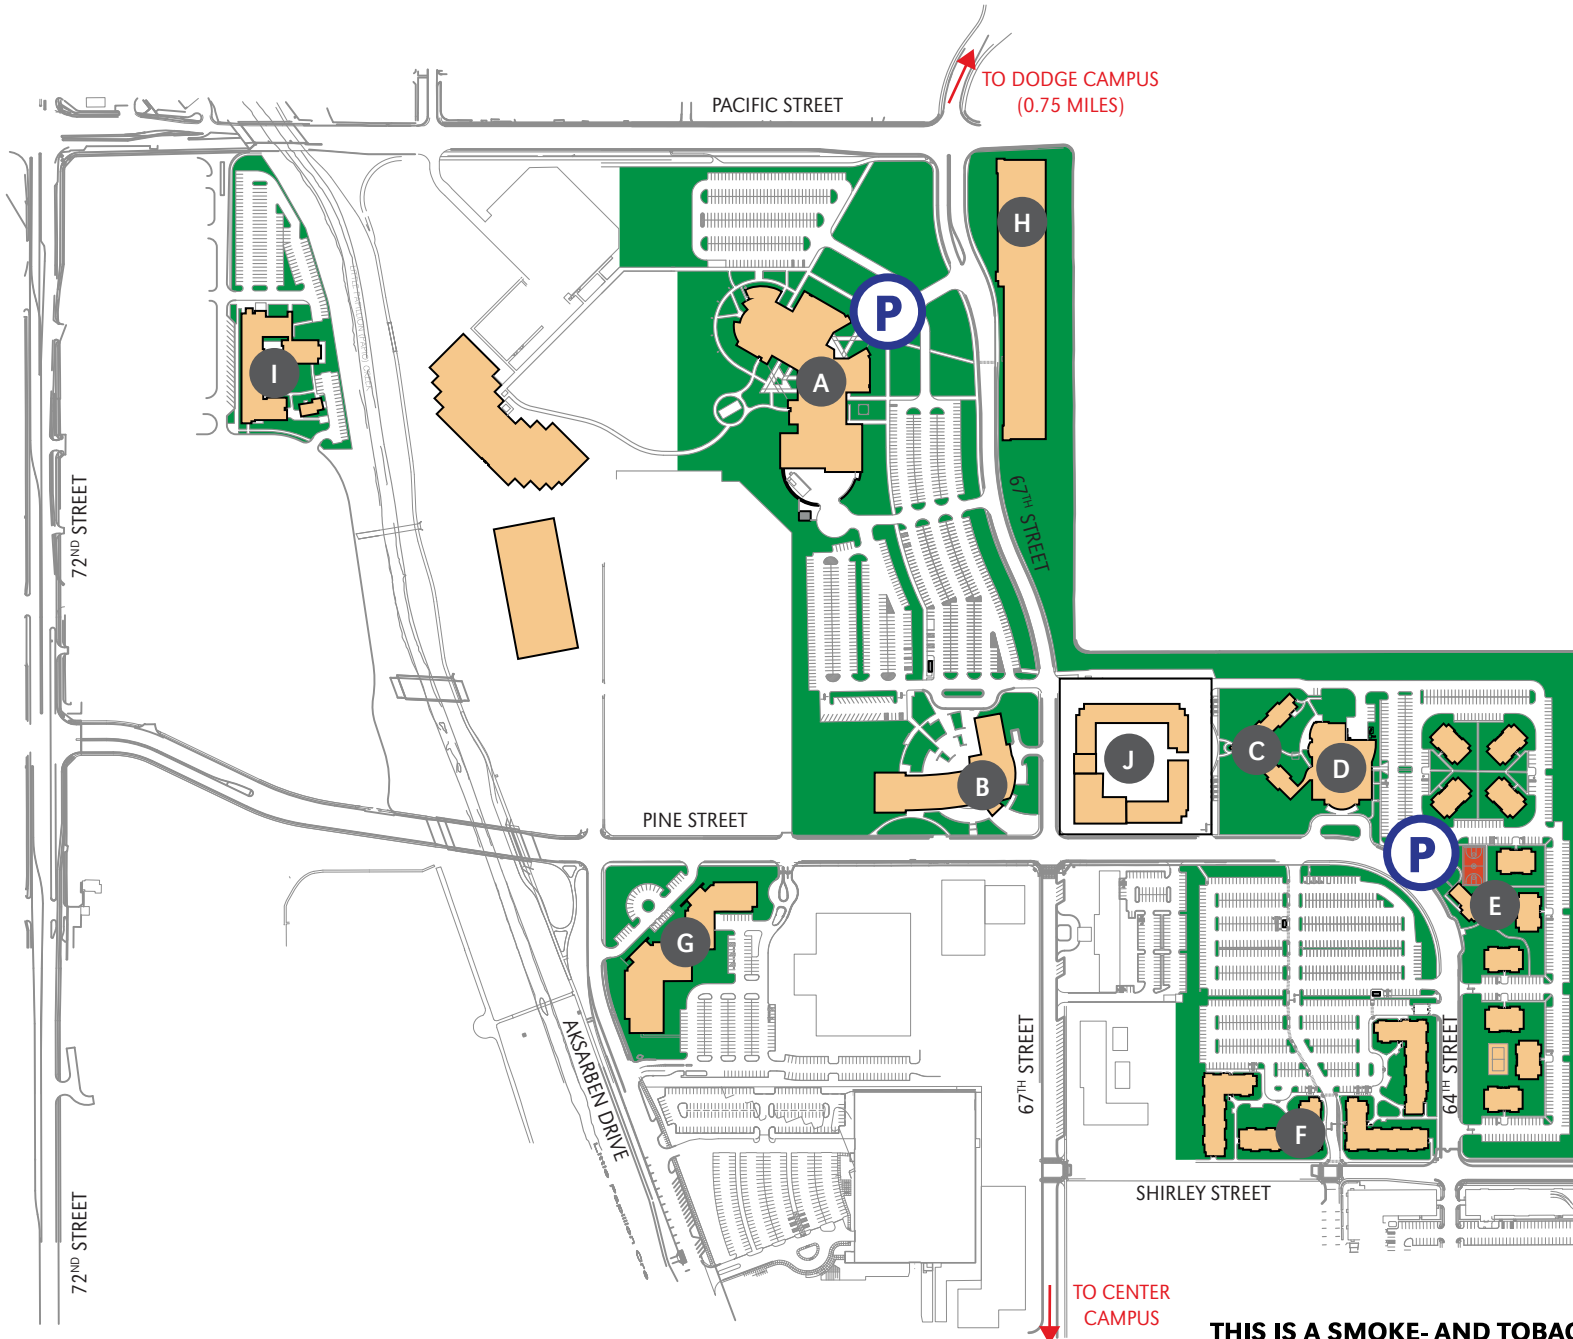 TO DODGE CAMPUS
(0.75 MILES)
PACIFIC STREET
H
P
I
A
72ND STREET
67TH STREET
J
C
D
B
PINE STREET
P
E
G
AKSARBEN DRIVE
67TH STREET
64TH STREET
F
SHIRLEY STREET
72ND STREET
TO CENTER
CAMPUS
THIS IS A SMOKE- AND TOBAC